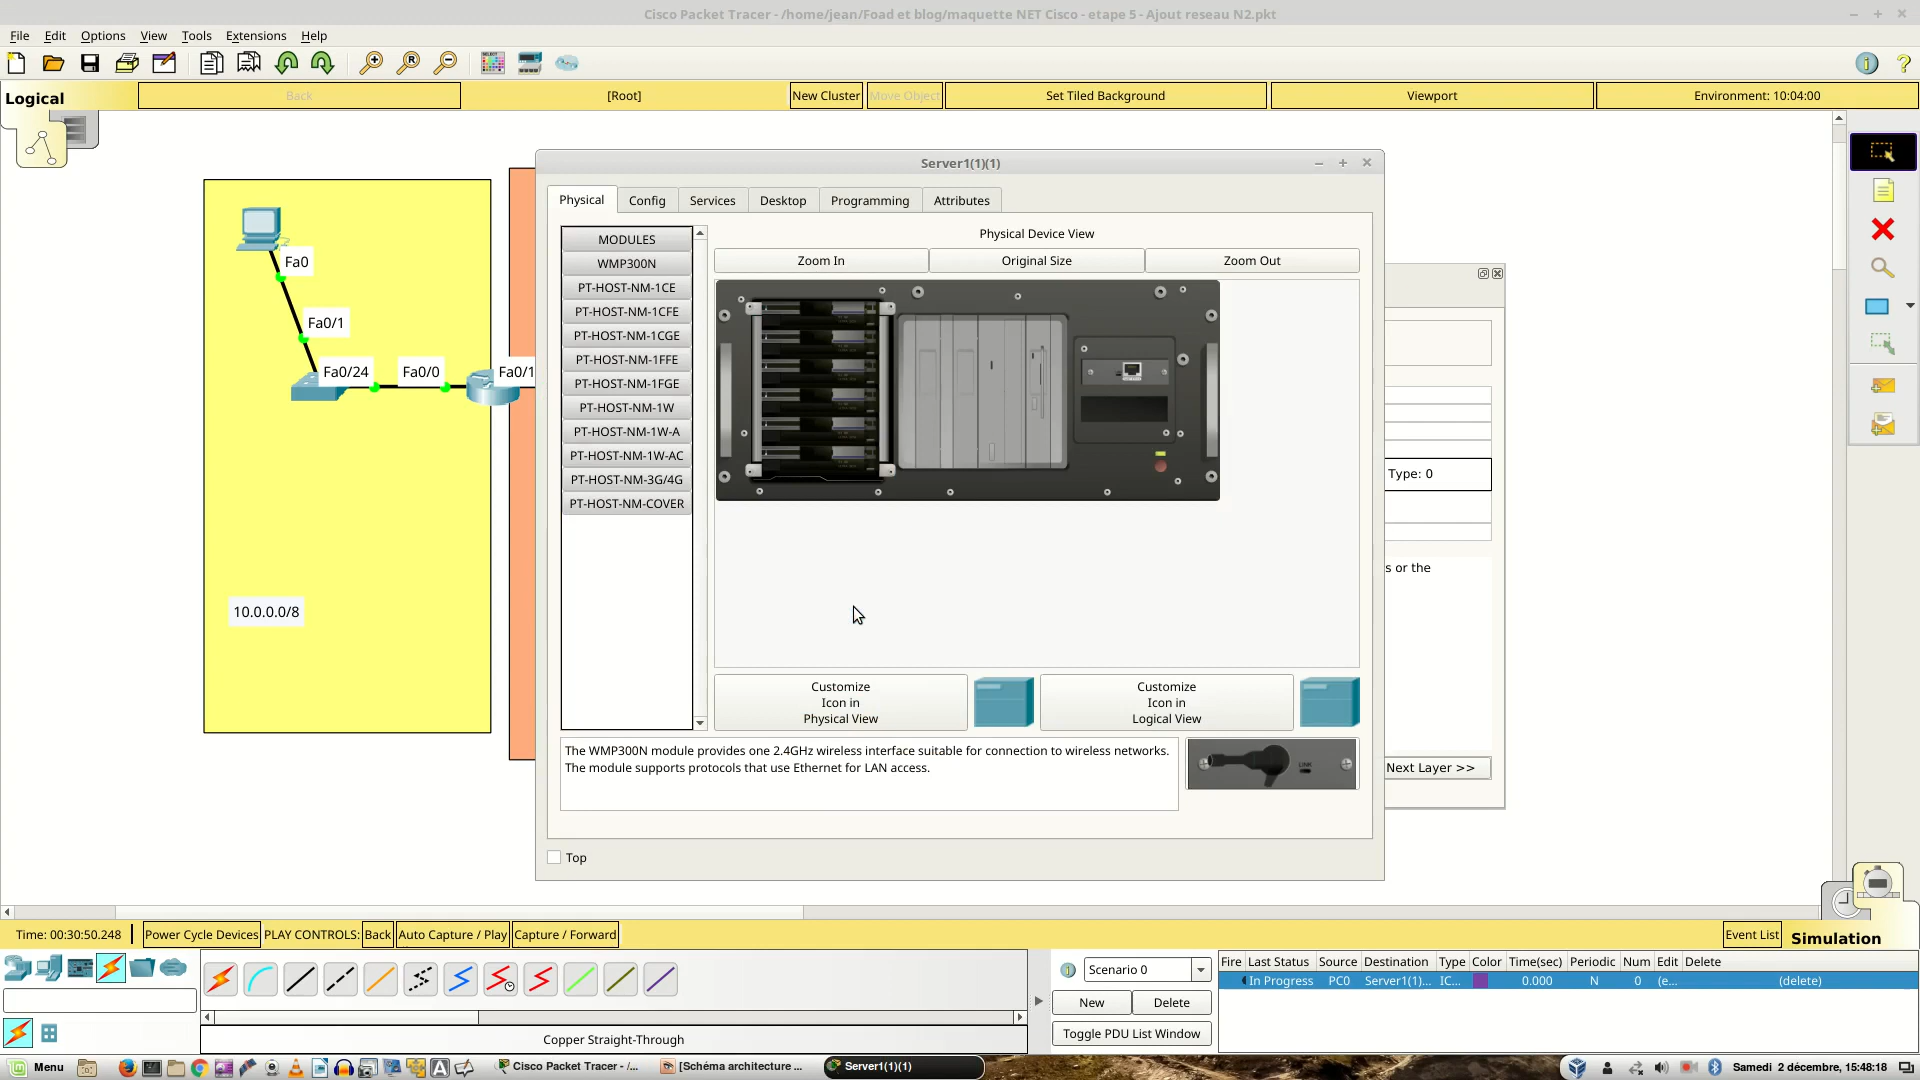 Cisco Packet Tracer - /home/jean/Foad et blog/maquette NET Cisco - etape 5 - Ajout reseau N2.pkt
File Edit Options View Tools Extensions Help
Logical Back [Root] New Cluster Move Object Set Tiled Background Viewport Environment: 10:04:00
Server1(1)(1)
Physical Config Services Desktop Programming Attributes
MODULES
WMP300N
PT-HOST-NM-1CE
PT-HOST-NM-1CFE
PT-HOST-NM-1CGE
PT-HOST-NM-1FFE
PT-HOST-NM-1FGE
PT-HOST-NM-1W
PT-HOST-NM-1W-A
PT-HOST-NM-1W-AC
PT-HOST-NM-3G/4G
PT-HOST-NM-COVER
Physical Device View
Zoom In Original Size Zoom Out
Fa0
Fa0/1
Fa0/24 Fa0/0 Fa0/1
10.0.0.0/8
Customize
Icon in
Physical View
Customize
Icon in
Logical View
The WMP300N module provides one 2.4GHz wireless interface suitable for connection to wireless networks.
The module supports protocols that use Ethernet for LAN access.
LINK
Top
Type: 0
s or the
Next Layer >>
Time: 00:30:50.248 Power Cycle Devices PLAY CONTROLS: Back Auto Capture / Play Capture / Forward Event List Simulation
Scenario 0
New Delete
Toggle PDU List Window
Copper Straight-Through
Fire Last Status Source Destination Type Color Time(sec) Periodic Num Edit Delete
In Progress PC0 Server1(1)... IC... 0.000 N 0 (e... (delete)
Menu Cisco Packet Tracer - /... [Schéma architecture ... Server1(1)(1) Samedi 2 décembre, 15:48:18